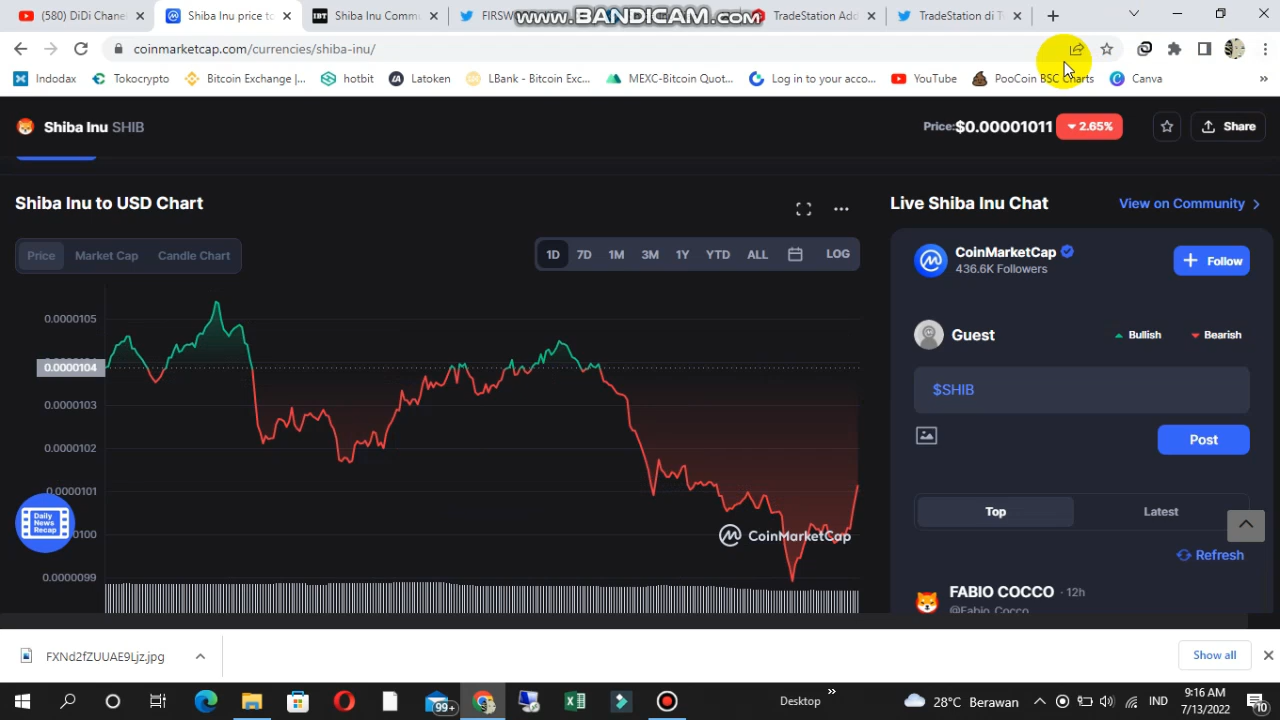 (580) DiDi Chane
Shiba Inu price to
Shiba Inu Commu
FIRSW
www.BANDICAM.com
TradeStation Add
TradeStation di T
coinmarketcap.com/currencies/shiba-inu/
Indodax
Tokocrypto
Bitcoin Exchange |...
hotbit
Latoken
LBank - Bitcoin Exc...
MEXC-Bitcoin Quot...
Log in to your acco...
YouTube
PooCoin BSC Charts
Canva
Shiba Inu SHIB
Price: $0.00001011
2.65%
Share
Shiba Inu to USD Chart
Price
Market Cap
Candle Chart
1D
7D
1M
3M
1Y
YTD
ALL
LOG
0.0000105
0.0000104
0.0000103
0.0000102
0.0000101
0.0000100
0.0000099
CoinMarketCap
Daily
News
Recap
Live Shiba Inu Chat
View on Community
CoinMarketCap
436.6K Followers
Follow
Guest
Bullish
Bearish
$SHIB
Post
Top
Latest
Refresh
FABIO COCCO · 12h
@Fabio_Cocco
FXNd2fZUUAE9Ljz.jpg
Show all
99+
Desktop
28°C Berawan
IND
9:16 AM
7/13/2022
10